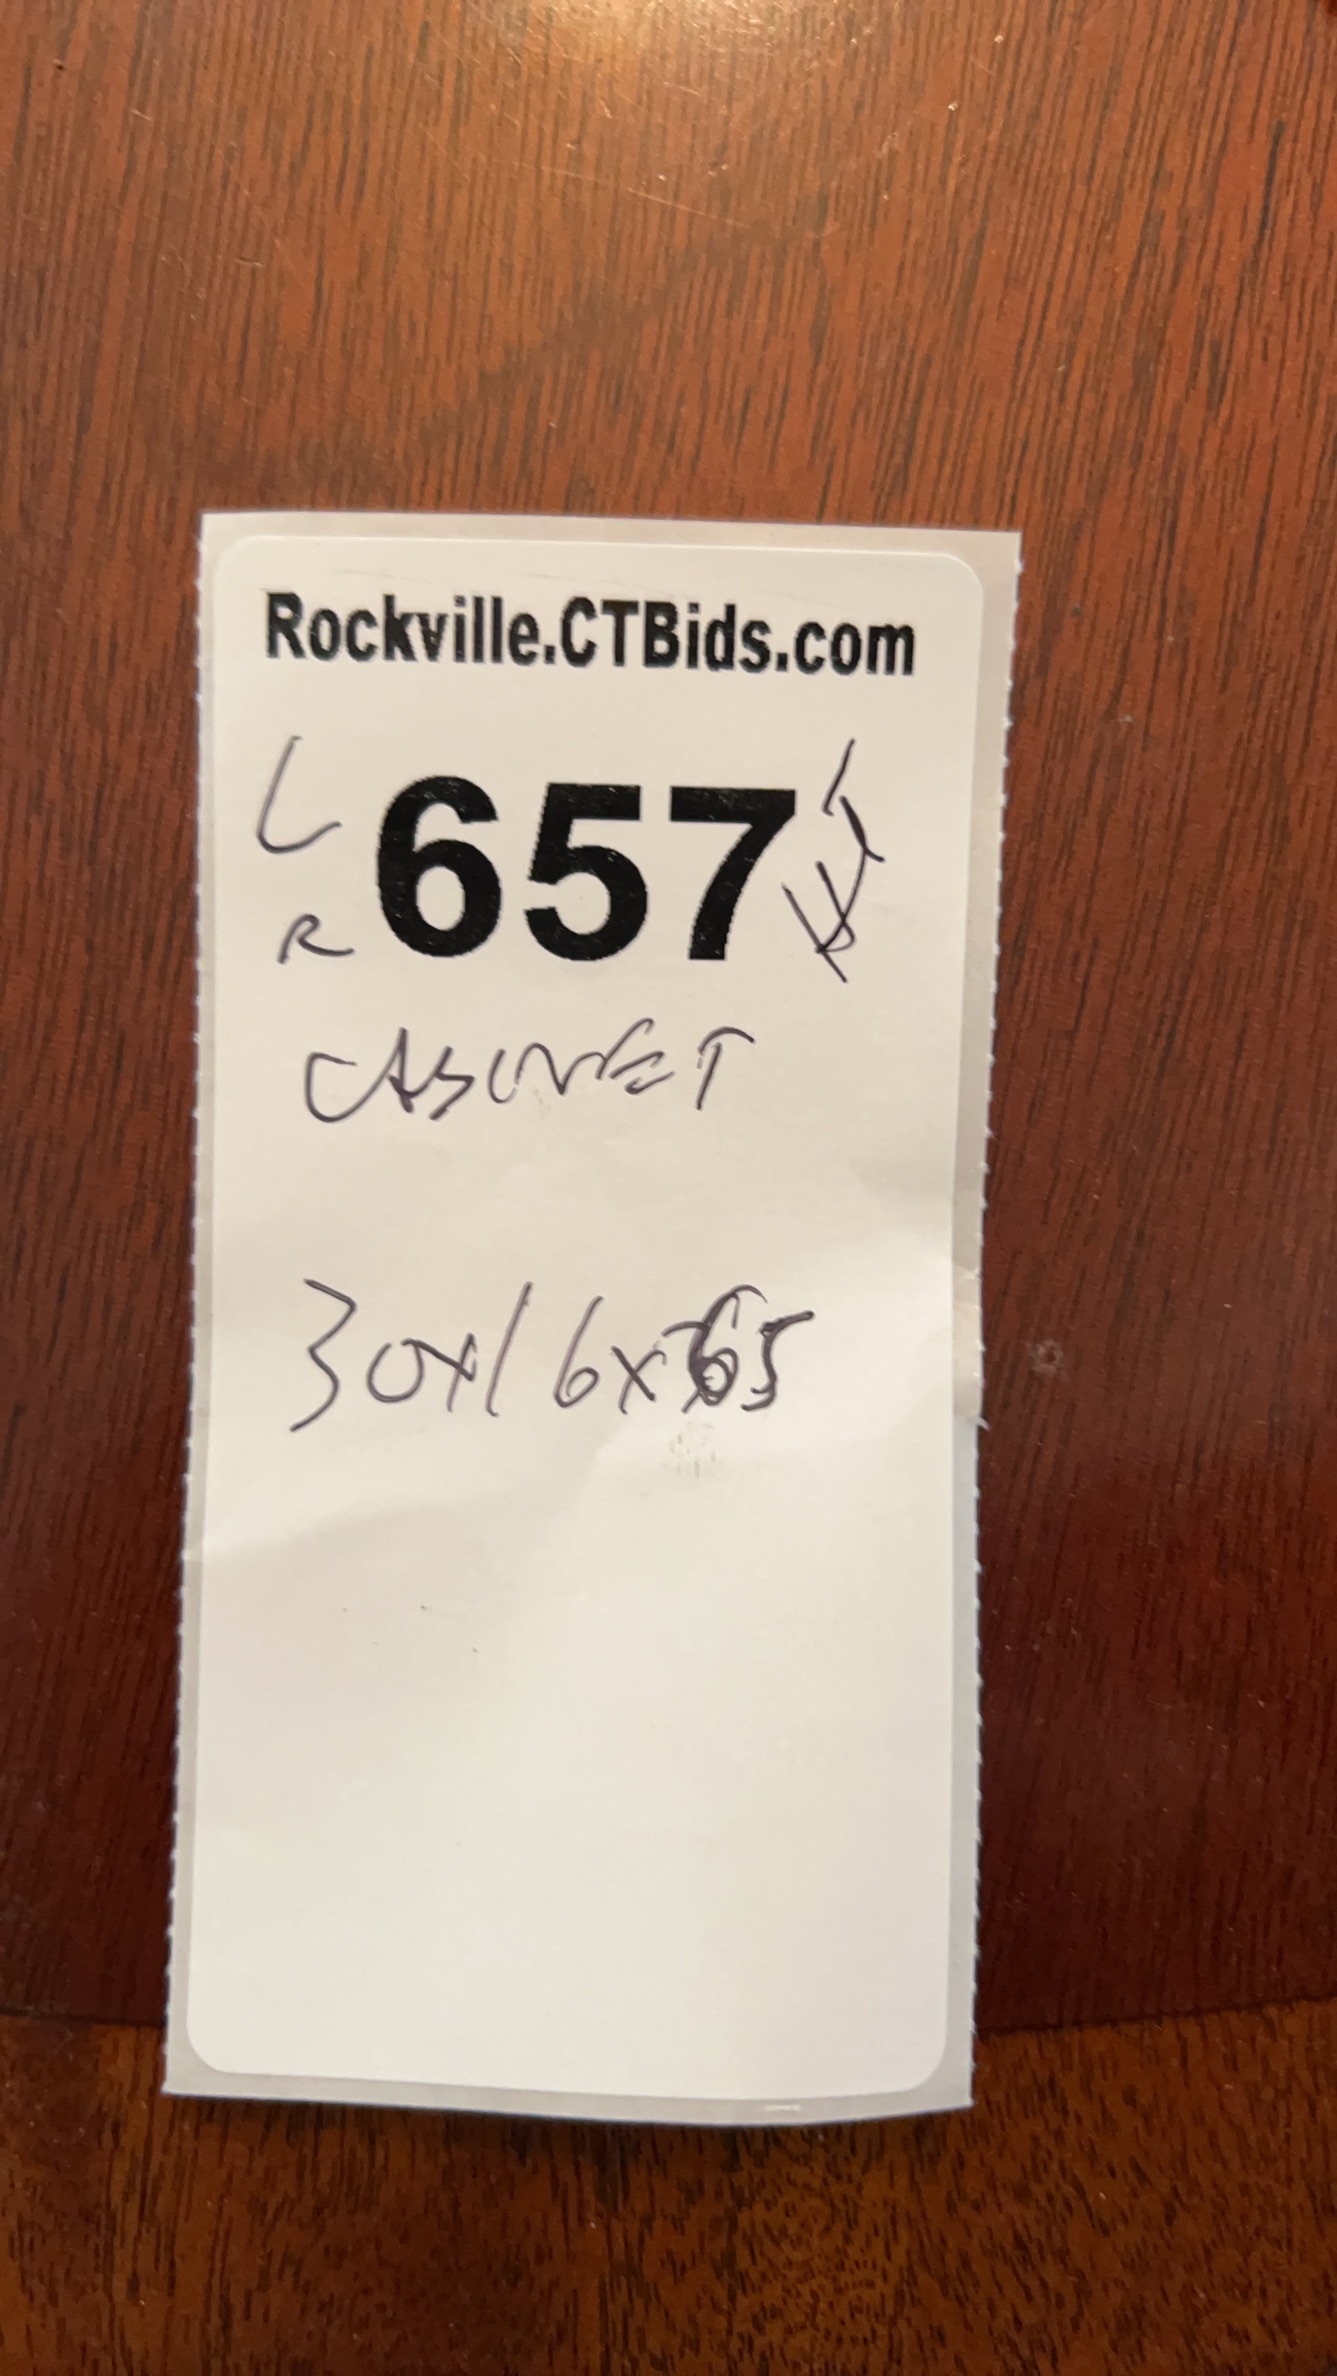 Rockville.CTBids.com
L
R
657
CABINET
30x16x65